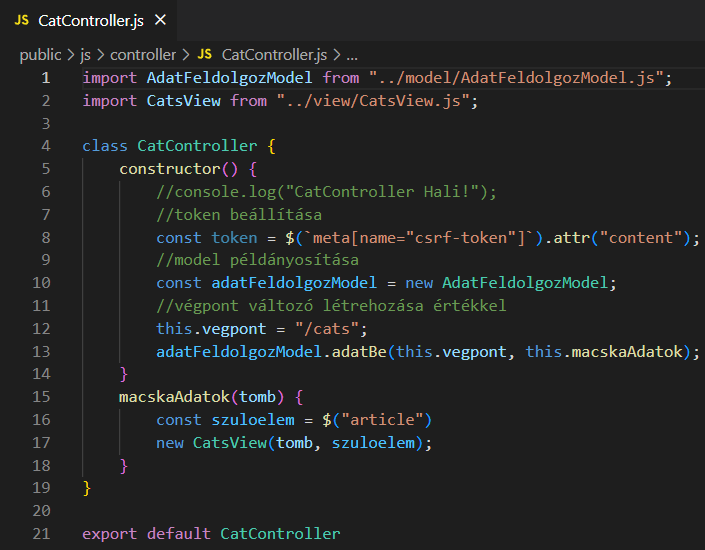 JS CatController.js ×
public > js > controller > JS CatController.js > ...
1 import AdatFeldolgozModel from "../model/AdatFeldolgozModel.js";
2 import CatsView from "../view/CatsView.js";
3
4 class CatController {
5     constructor() {
6         //console.log("CatController Hali!");
7         //token beállítása
8         const token = $(`meta[name="csrf-token"]`).attr("content");
9         //model példányosítása
10         const adatFeldolgozModel = new AdatFeldolgozModel;
11         //végpont változó létrehozása értékkel
12         this.vegpont = "/cats";
13         adatFeldolgozModel.adatBe(this.vegpont, this.macskaAdatok);
14     }
15     macskaAdatok(tomb) {
16         const szuloelem = $("article")
17         new CatsView(tomb, szuloelem);
18     }
19 }
20
21 export default CatController